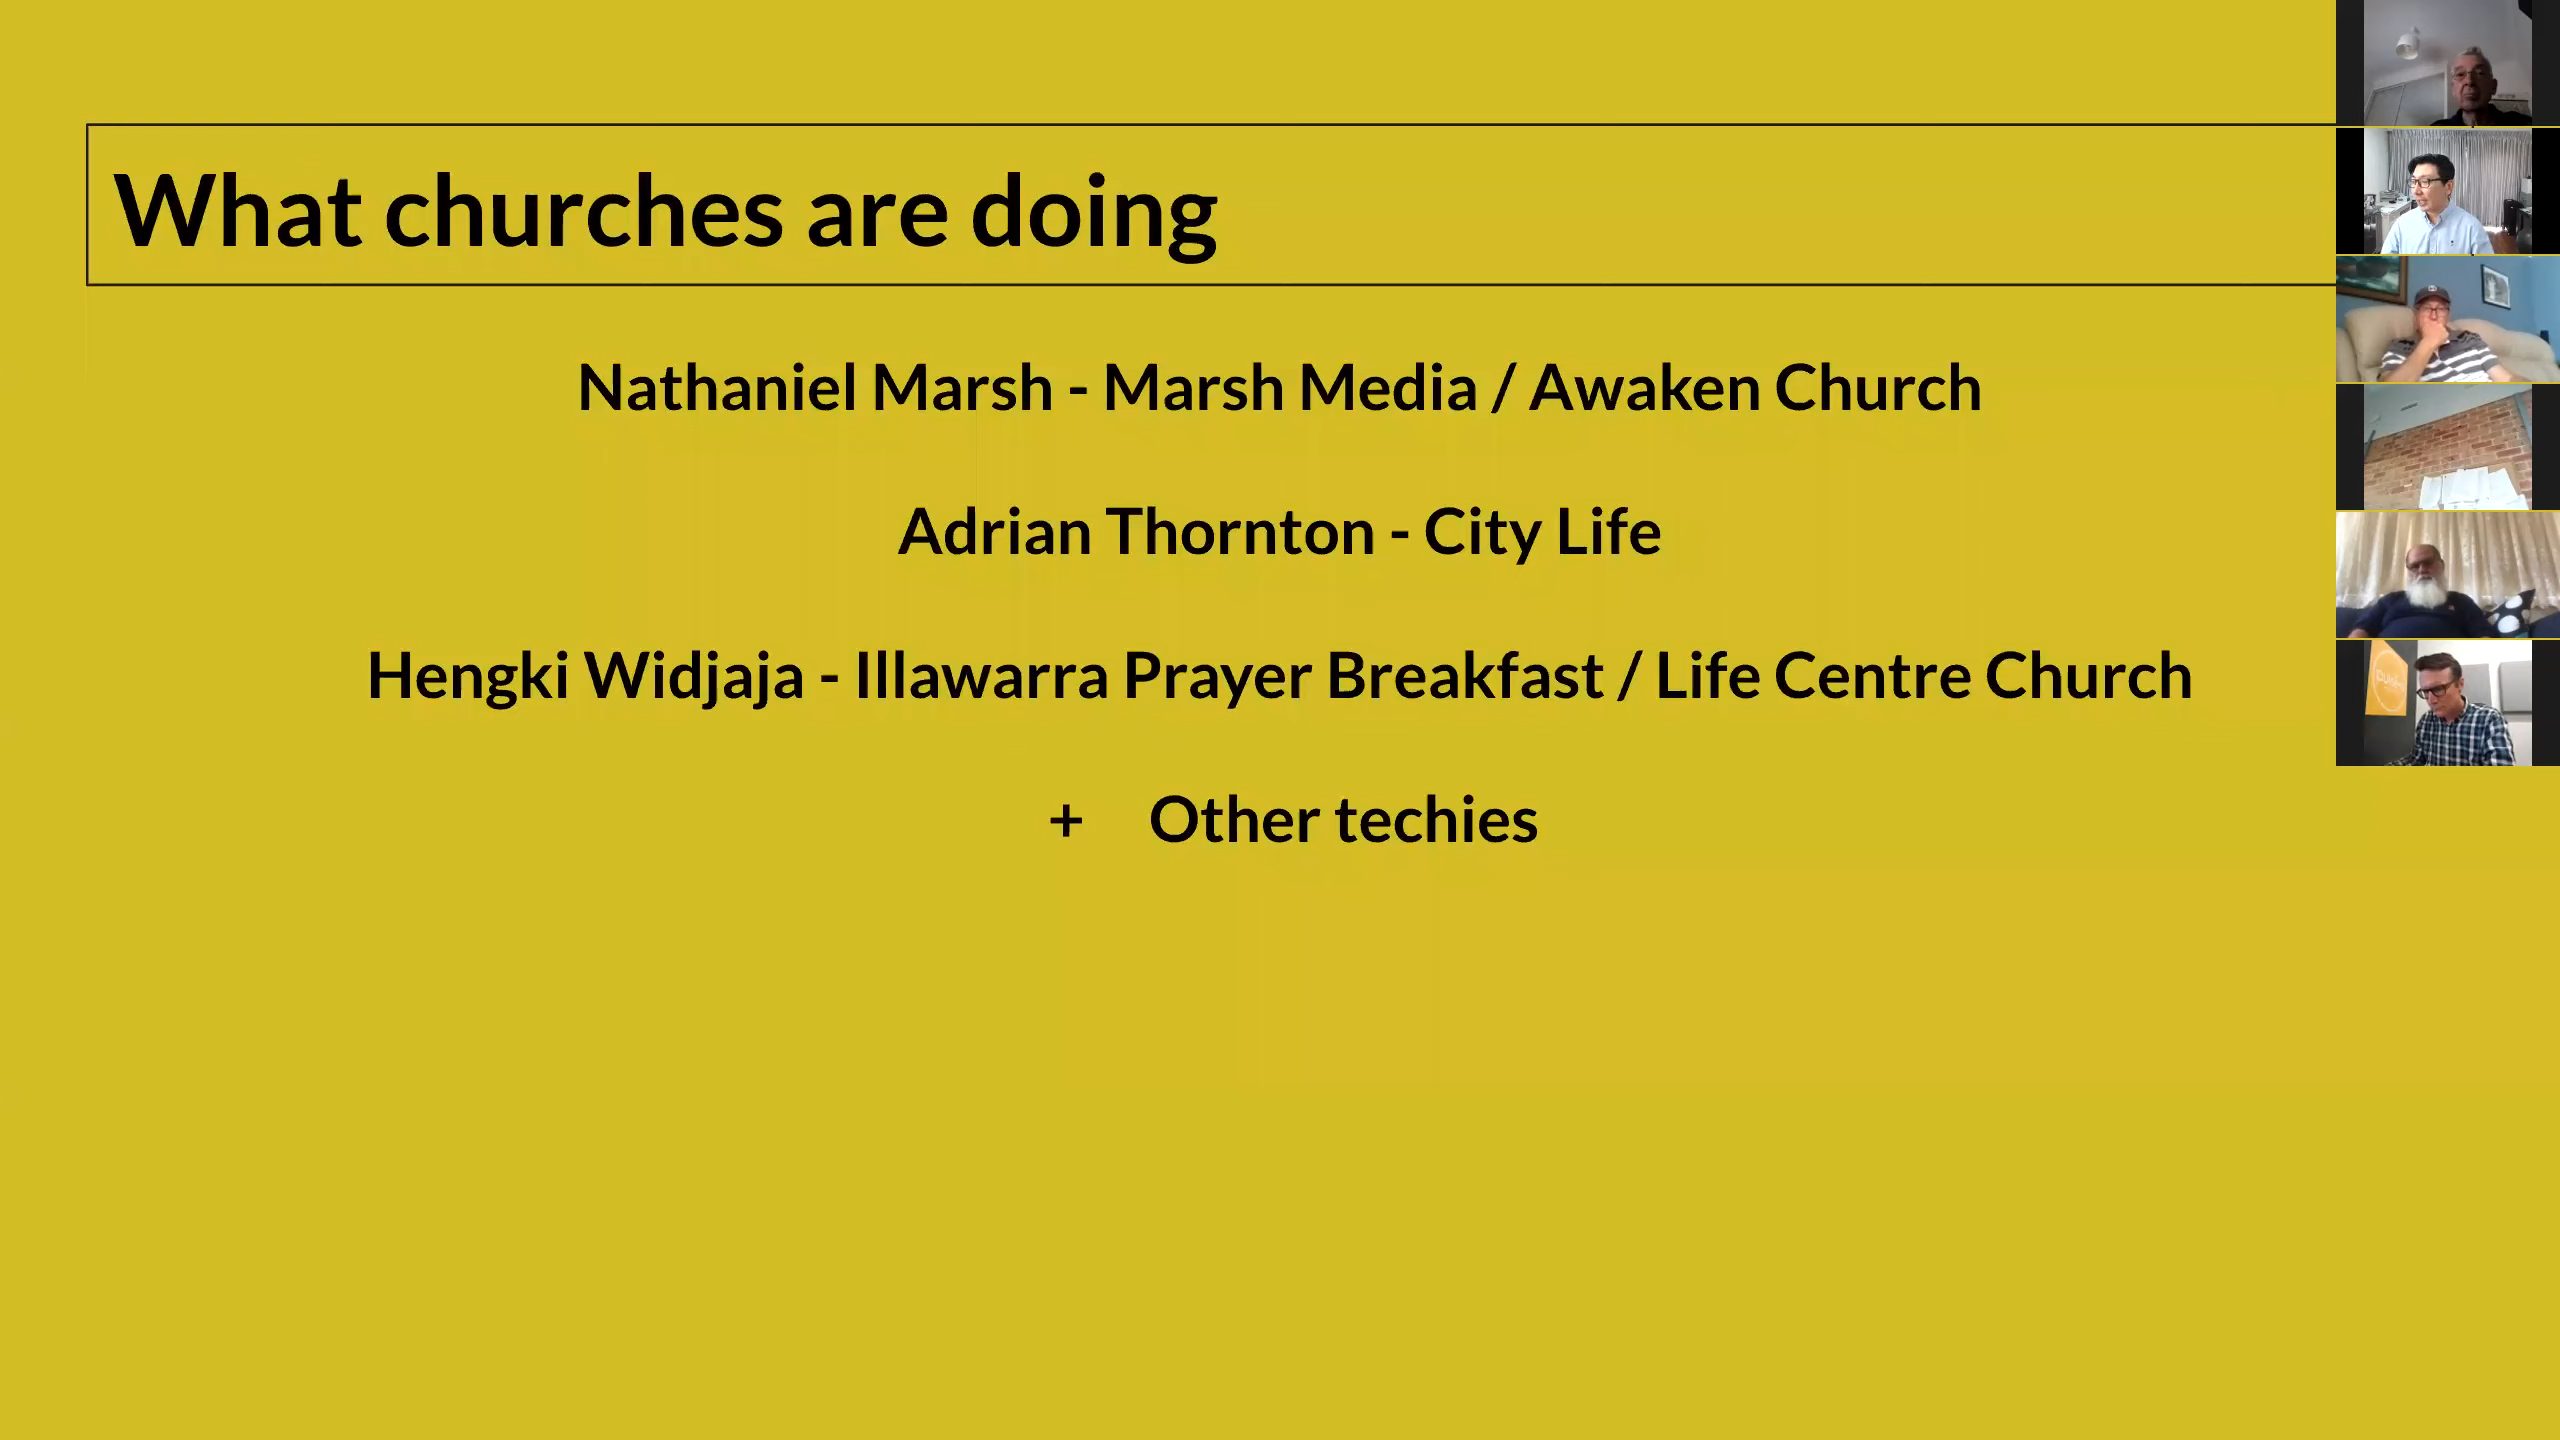 What churches are doing
Nathaniel Marsh - Marsh Media / Awaken Church
Adrian Thornton - City Life
Hengki Widjaja - Illawarra Prayer Breakfast / Life Centre Church
+ Other techies